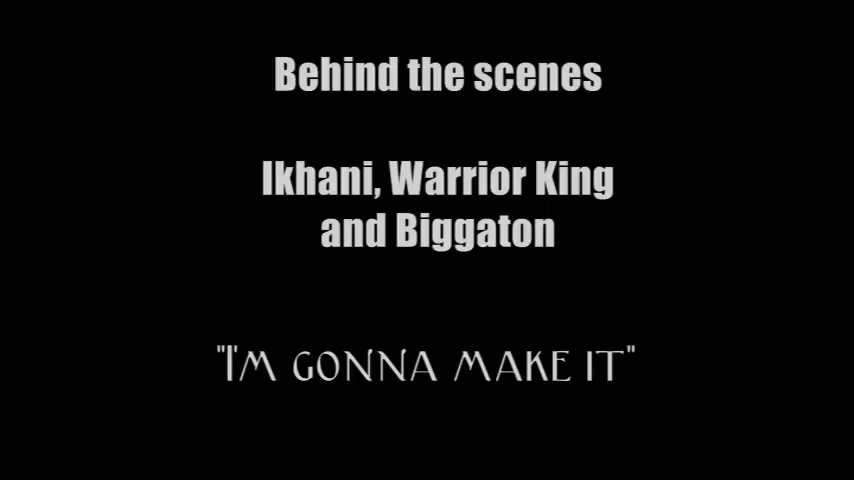 Behind the scenes
Ikhani, Warrior King
and Biggaton
"I'M GONNA MAKE IT"